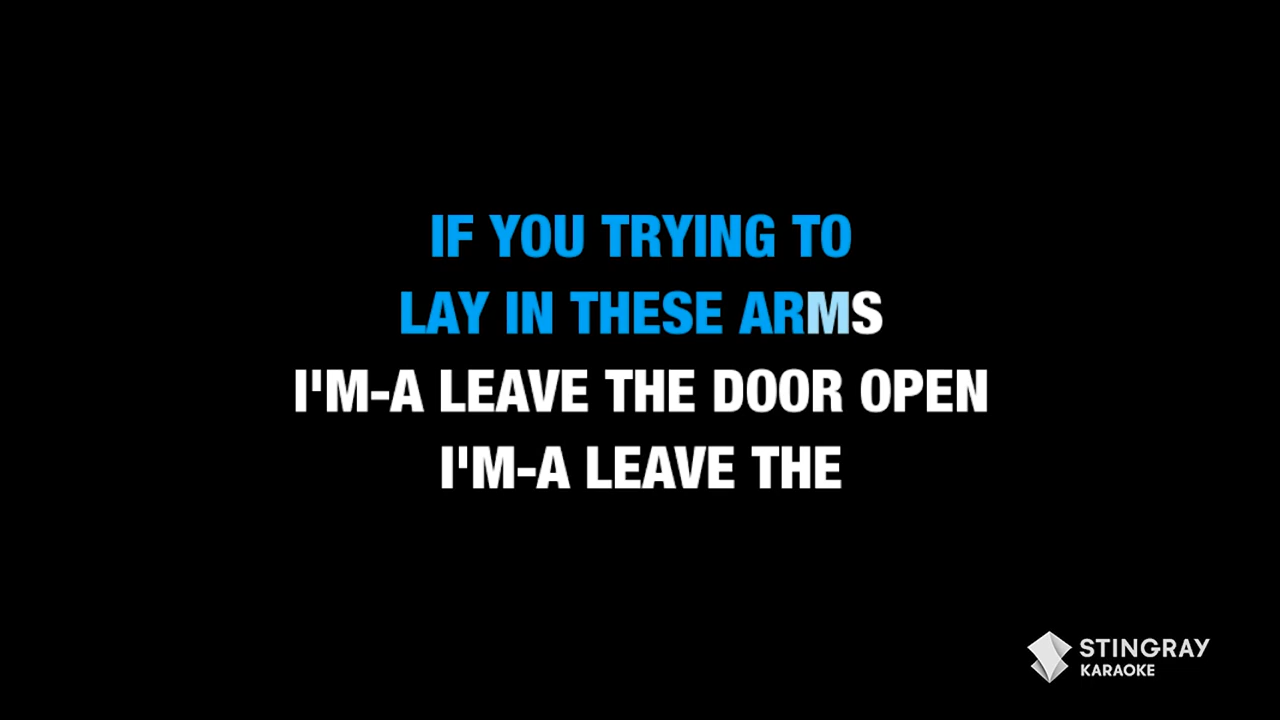 IF YOU TRYING TO
LAY IN THESE ARMS
I'M-A LEAVE THE DOOR OPEN
I'M-A LEAVE THE
STINGRAY
KARAOKE